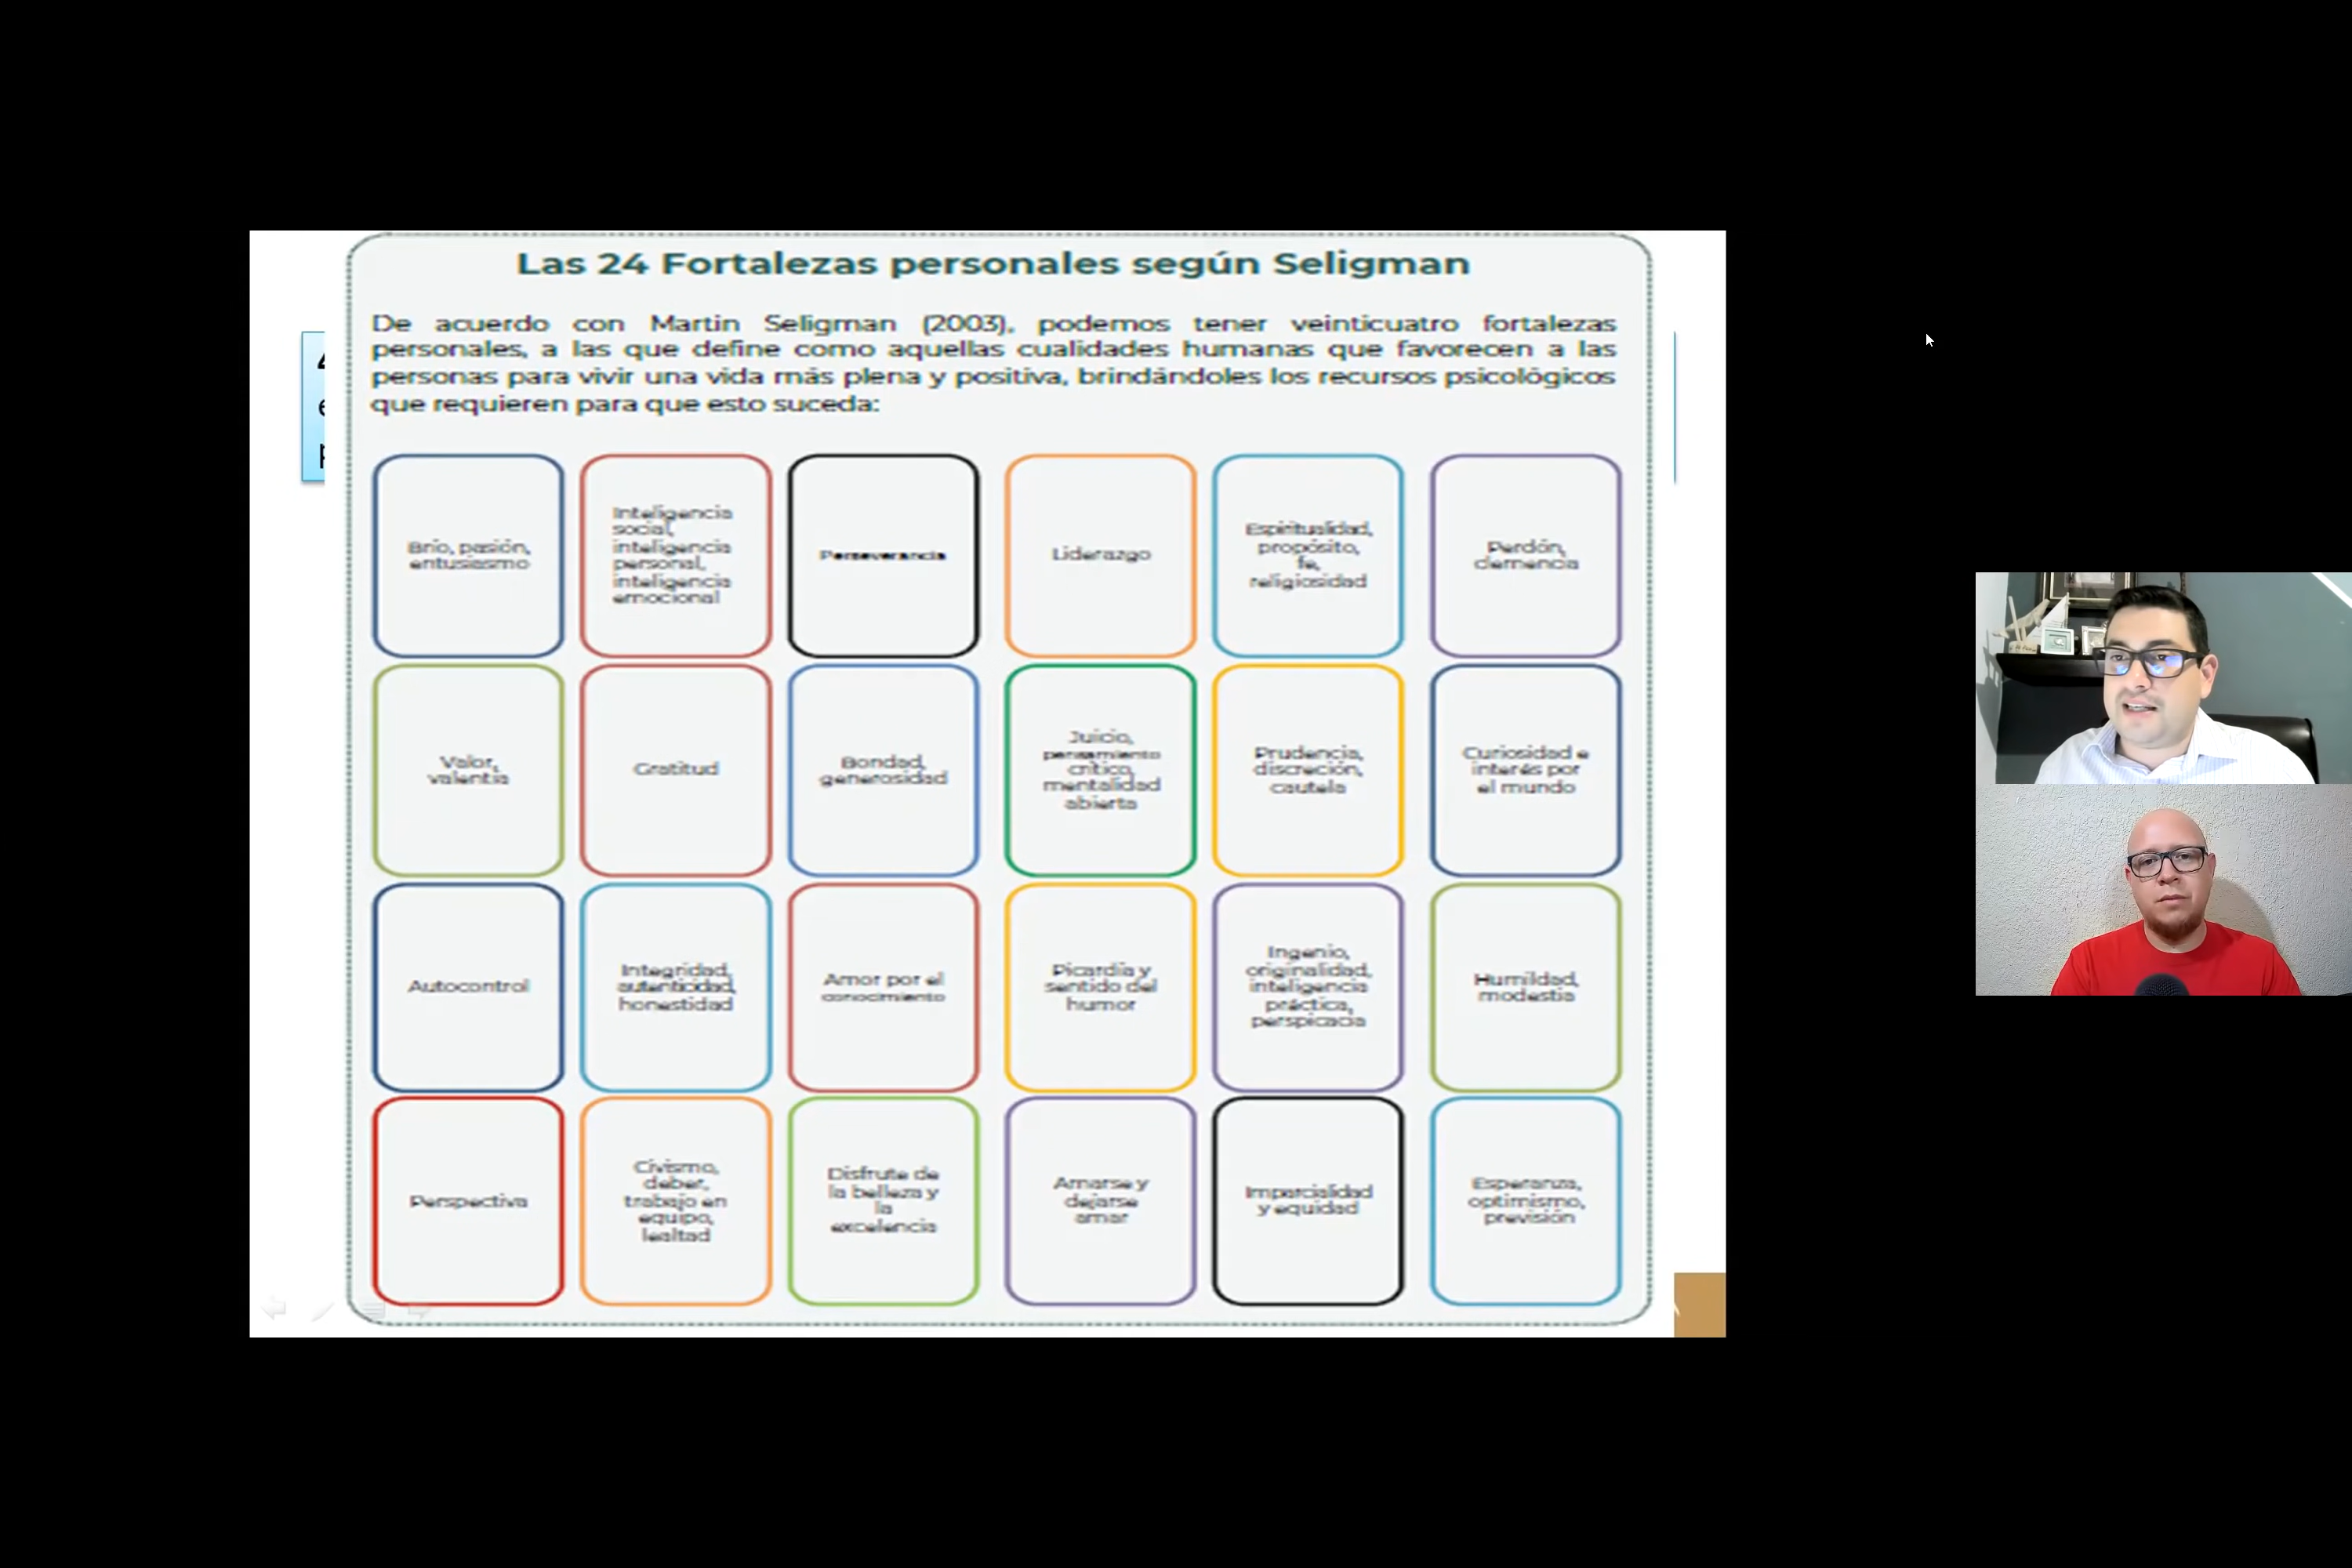 Las 24 Fortalezas personales según Seligman
De acuerdo con Martin Seligman (2003), podemos tener veinticuatro fortalezas
personales, a las que define como aquellas cualidades humanas que favorecen a las
personas para vivir una vida más plena y positiva, brindándoles los recursos psicológicos
que requieren para que esto suceda:
Brío, pasión,
entusiasmo
Inteligencia
social,
inteligencia
personal,
inteligencia
emocional
Perseverancia
Liderazgo
Espiritualidad,
propósito,
fe,
religiosidad
Perdón,
clemencia
Valor,
valentía
Gratitud
Bondad,
generosidad
Juicio,
pensamiento
crítico,
mentalidad
abierta
Prudencia,
discreción,
cautela
Curiosidad e
interés por
el mundo
Autocontrol
Integridad,
autenticidad,
honestidad
Amor por el
conocimiento
Picardía y
sentido del
humor
Ingenio,
originalidad,
inteligencia
práctica,
perspicacia
Humildad,
modestia
Perspectiva
Civismo,
deber,
trabajo en
equipo,
lealtad
Disfrute de
la belleza y
la
excelencia
Amarse y
dejarse
amar
Imparcialidad
y equidad
Esperanza,
optimismo,
previsión